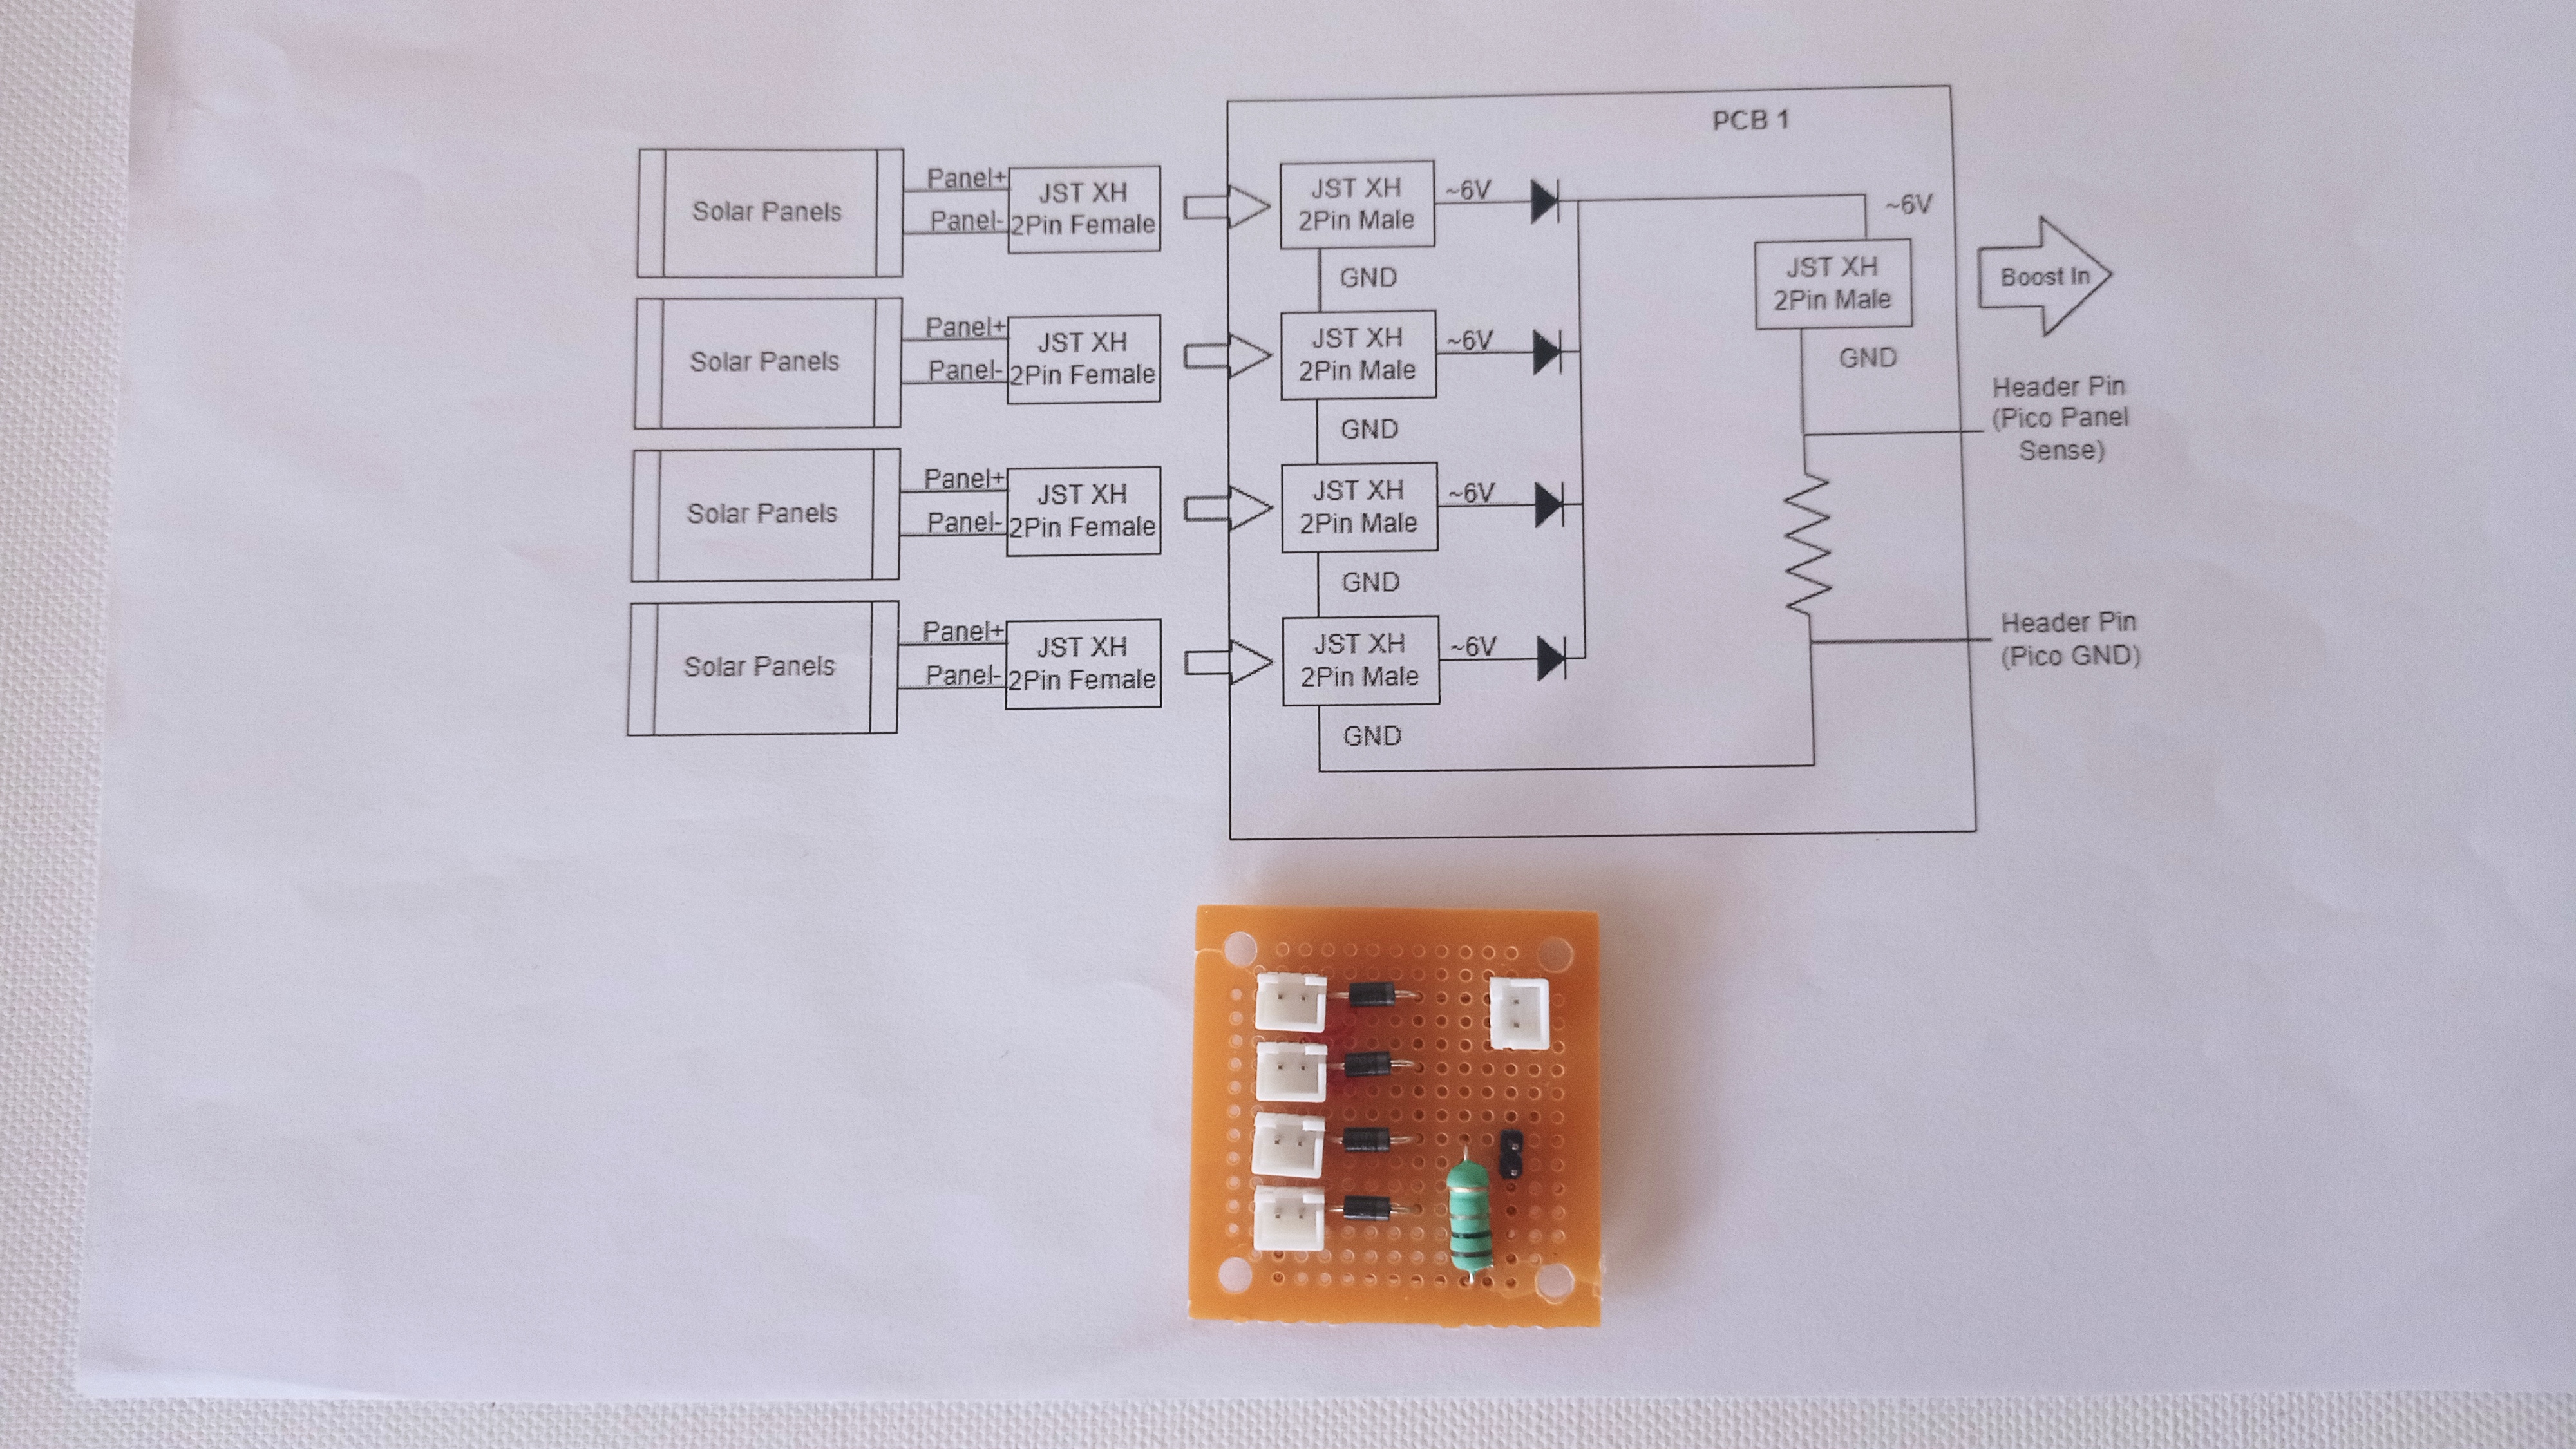 PCB 1
Solar Panels
Panel+
Panel-
JST XH
2Pin Female
JST XH
2Pin Male
~6V
GND
~6V
JST XH
2Pin Male
GND
Boost In
Solar Panels
Panel+
Panel-
JST XH
2Pin Female
JST XH
2Pin Male
~6V
GND
Header Pin
(Pico Panel
Sense)
Solar Panels
Panel+
Panel-
JST XH
2Pin Female
JST XH
2Pin Male
~6V
GND
Solar Panels
Panel+
Panel-
JST XH
2Pin Female
JST XH
2Pin Male
~6V
GND
Header Pin
(Pico GND)